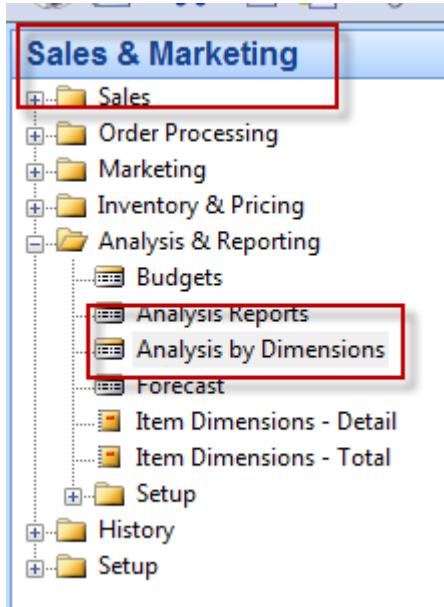 Sales & Marketing
Sales
Order Processing
Marketing
Inventory & Pricing
Analysis & Reporting
Budgets
Analysis Reports
Analysis by Dimensions
Forecast
Item Dimensions - Detail
Item Dimensions - Total
Setup
History
Setup